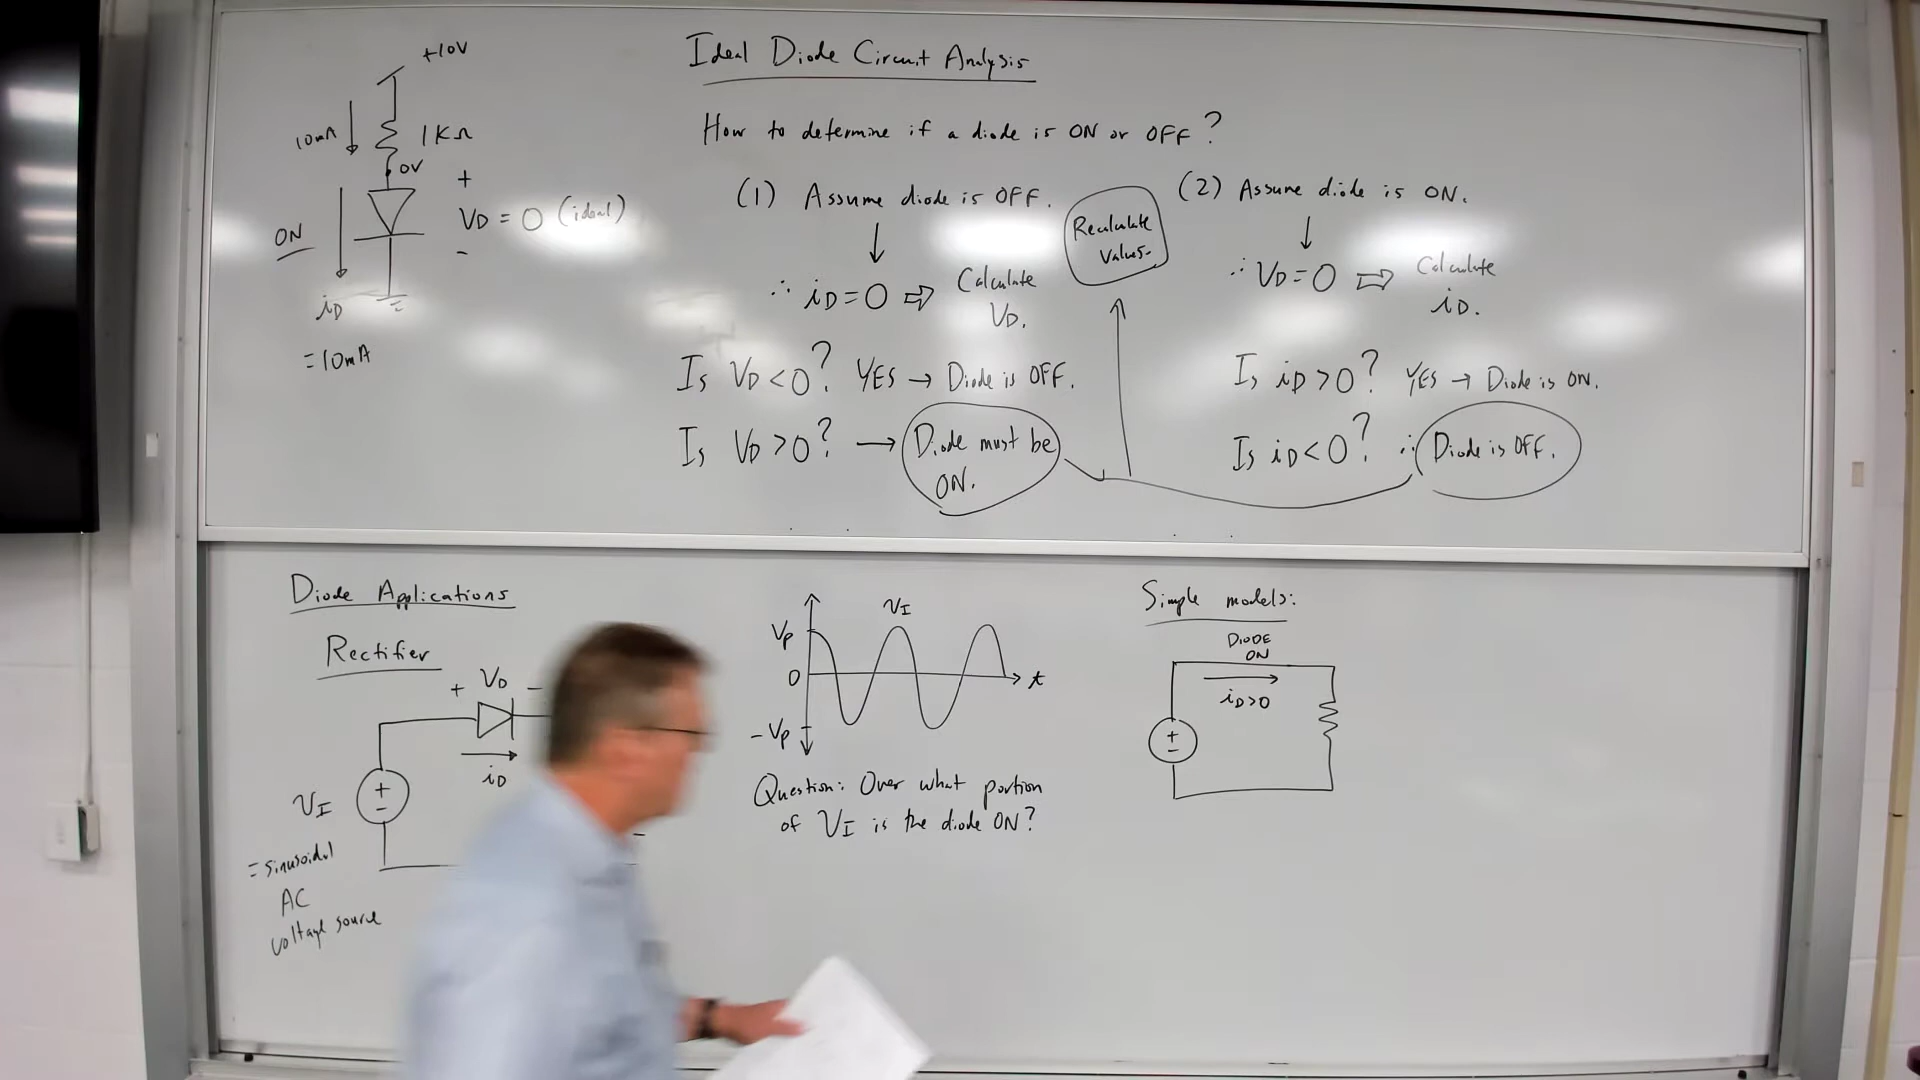 +10V
10mA
1KΩ
0V
+
VD = 0 (ideal)
-
ON
iD
= 10mA
Ideal Diode Circuit Analysis
How to determine if a diode is ON or OFF?
(1) Assume diode is OFF.
∴ iD = 0 ⇨ Calculate
VD.
Is VD < 0? YES → Diode is OFF.
Is VD > 0? → Diode must be
ON.
Recalculate
Values.
(2) Assume diode is ON.
∴ VD = 0 ⇨ Calculate
iD.
Is iD > 0? YES → Diode is ON.
Is iD < 0? ∴ Diode is OFF.
Diode Applications
Rectifier
+ VD -
iD
VI
+
-
= sinusoidal
AC
voltage source
-
VI
Vp
0
t
-Vp
Question: Over what portion
of VI is the diode ON?
Simple models:
DIODE
ON
iD>0
+
-